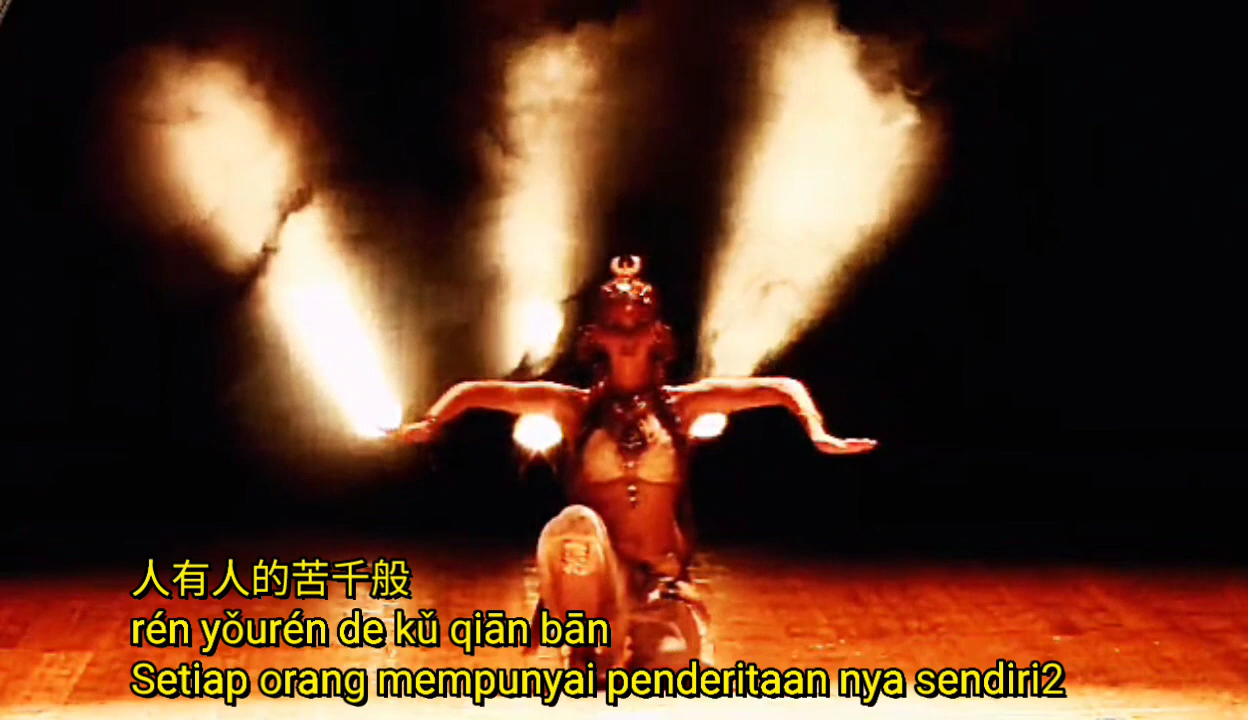 人有人的苦千般
rén yǒurén de kǔ qiān bān
Setiap orang mempunyai penderitaan nya sendiri2